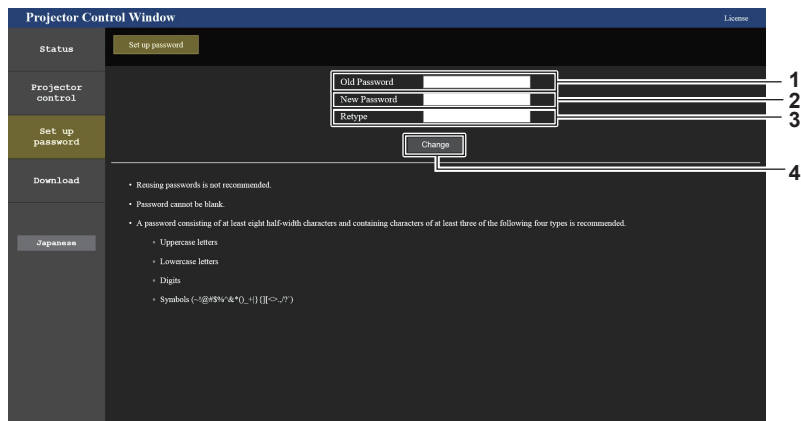 Projector Control Window
License
Status
Set up password
Projector
control
Set up
password
Download
Japanese
Old Password
New Password
Retype
Change
1
2
3
4
• Reusing passwords is not recommended.
• Password cannot be blank.
• A password consisting of at least eight half-width characters and containing characters of at least three of the following four types is recommended.
Uppercase letters
Lowercase letters
Digits
Symbols (~!@#$%^&*()_+|}{][<>.,/?`)